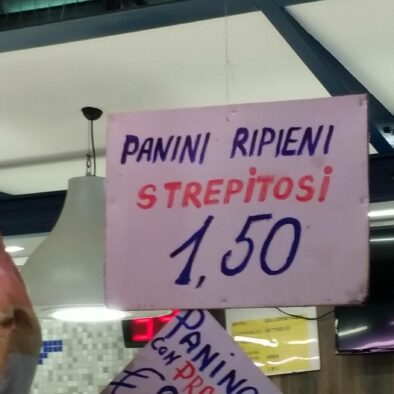 PANINI RIPIENI
STREPITOSI
1,50
PANINO
CON
€